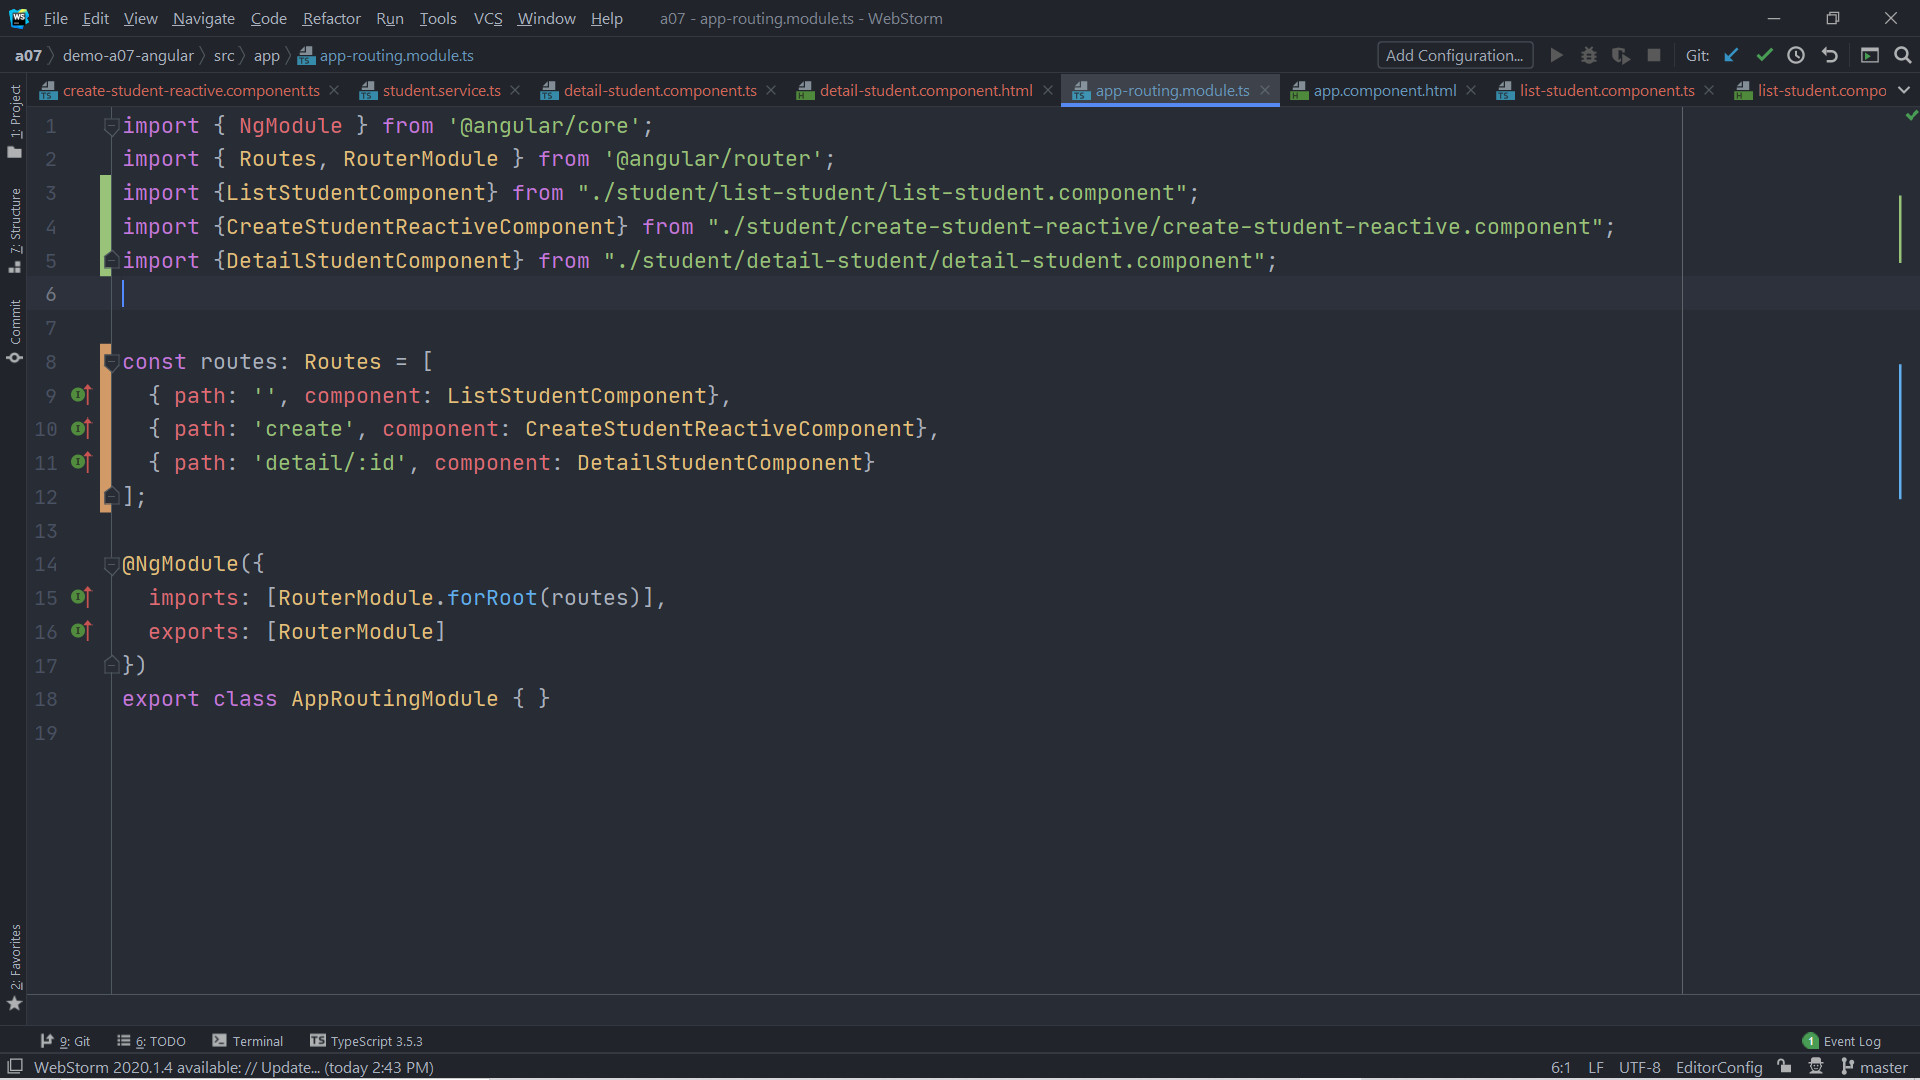 WS File Edit View Navigate Code Refactor Run Tools VCS Window Help a07 - app-routing.module.ts - WebStorm
a07 demo-a07-angular src app app-routing.module.ts Add Configuration... Git:
create-student-reactive.component.ts student.service.ts detail-student.component.ts detail-student.component.html app-routing.module.ts app.component.html list-student.component.ts list-student.compo
1: Project
7: Structure
Commit
2: Favorites
1 import { NgModule } from '@angular/core';
2 import { Routes, RouterModule } from '@angular/router';
3 import {ListStudentComponent} from "./student/list-student/list-student.component";
4 import {CreateStudentReactiveComponent} from "./student/create-student-reactive/create-student-reactive.component";
5 import {DetailStudentComponent} from "./student/detail-student/detail-student.component";
6
7
8 const routes: Routes = [
9 { path: '', component: ListStudentComponent},
10 { path: 'create', component: CreateStudentReactiveComponent},
11 { path: 'detail/:id', component: DetailStudentComponent}
12 ];
13
14 @NgModule({
15 imports: [RouterModule.forRoot(routes)],
16 exports: [RouterModule]
17 })
18 export class AppRoutingModule { }
19
9: Git 6: TODO Terminal TypeScript 3.5.3 1 Event Log
WebStorm 2020.1.4 available: // Update... (today 2:43 PM) 6:1 LF UTF-8 EditorConfig master